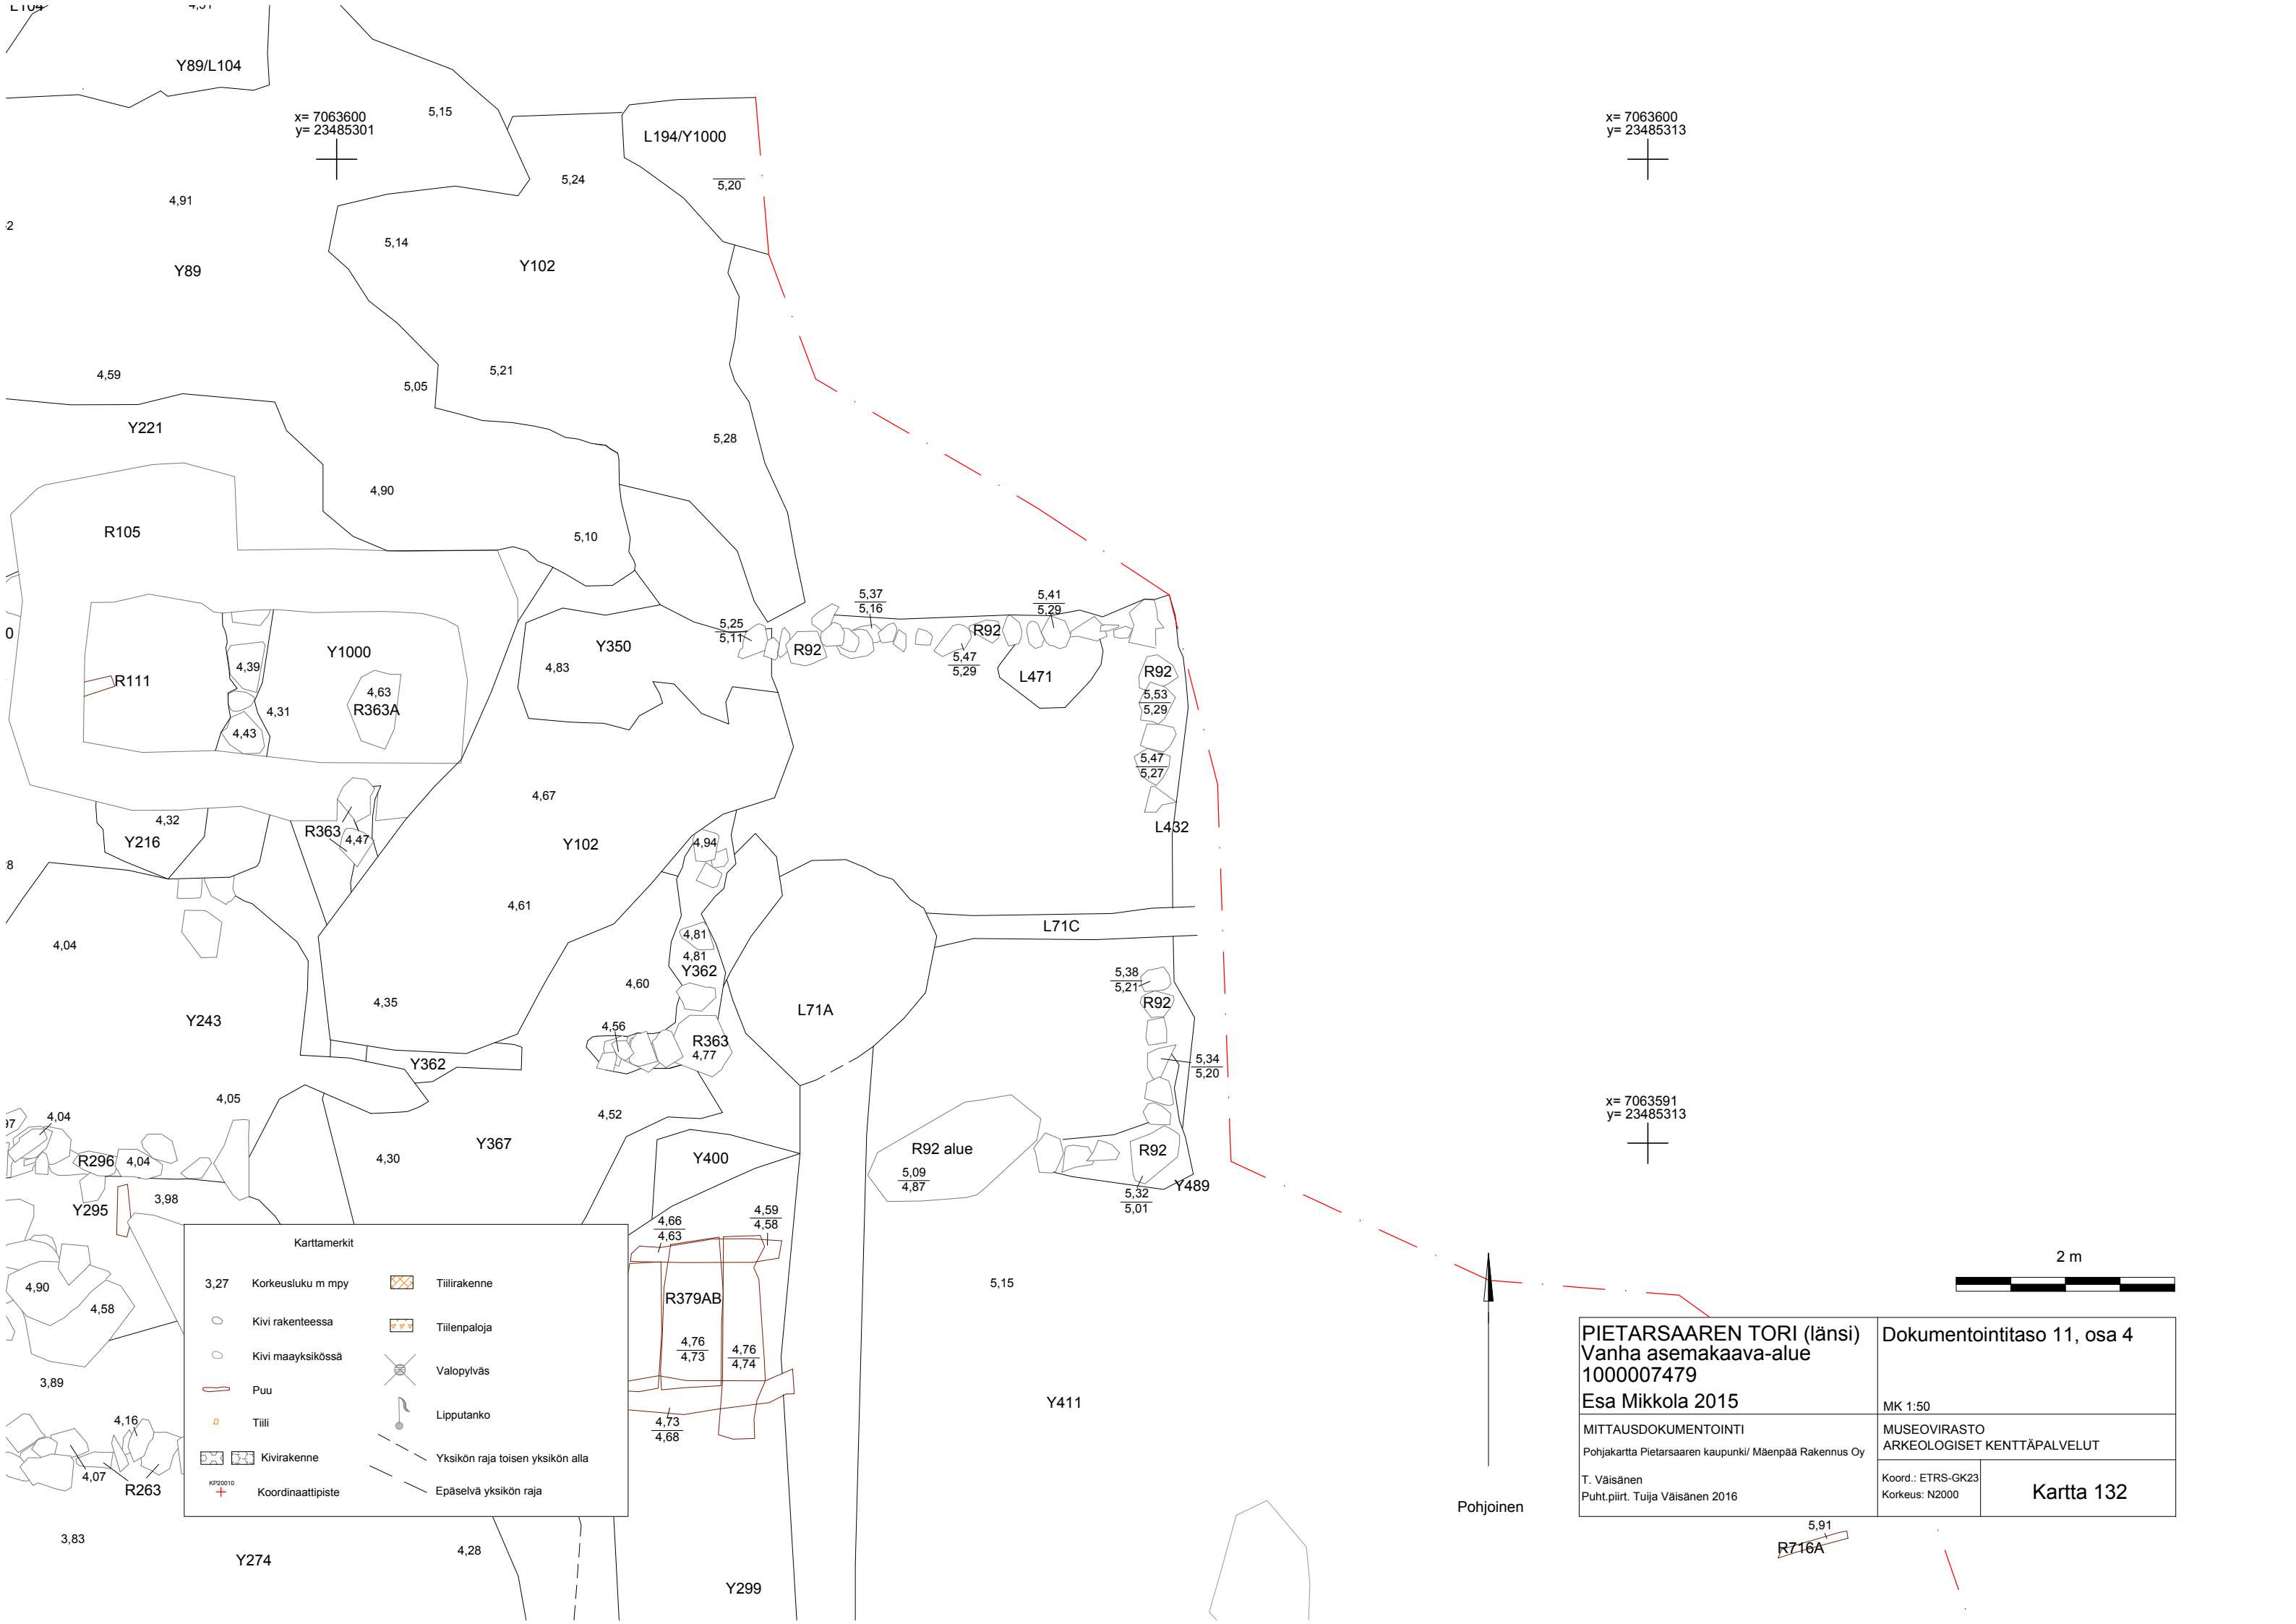 L104
4,51
Y89/L104
x= 7063600
y= 23485301
5,15
L194/Y1000
5,20
x= 7063600
y= 23485313
5,24
4,91
5,14
Y102
Y89
4,59
5,05
5,21
Y221
5,28
4,90
R105
5,10
5,37
5,16
5,41
5,29
5,25
5,11
R92
R92
5,47
5,29
L471
R92
5,53
5,29
5,47
5,27
L432
Y350
4,83
Y1000
4,39
R111
4,63
R363A
4,31
4,43
4,67
4,32
Y216
R363
4,47
Y102
4,94
4,61
L71C
4,04
4,81
4,81
Y362
4,60
5,38
5,21
R92
4,35
L71A
Y243
4,56
R363
4,77
Y362
5,34
5,20
4,05
4,04
97
4,52
x= 7063591
y= 23485313
Y367
4,30
Y400
R92 alue
5,09
4,87
R92
Y489
5,32
5,01
R296
4,04
3,98
Y295
4,66
4,63
4,59
4,58
R379AB
4,76
4,73
4,76
4,74
4,73
4,68
5,15
Y411
4,90
4,58
3,89
4,16
4,07
R263
3,83
Y274
4,28
Y299
Karttamerkit
3,27 Korkeusluku m mpy
Kivi rakenteessa
Kivi maayksikössä
Puu
Tiili
Kivirakenne
KP20010
Koordinaattipiste
Tiilirakenne
Tiilenpaloja
Valopylväs
Lipputanko
Yksikön raja toisen yksikön alla
Epäselvä yksikön raja
Pohjoinen
2 m
PIETARSAAREN TORI (länsi)
Vanha asemakaava-alue
1000007479
Esa Mikkola 2015
Dokumentointitaso 11, osa 4
MK 1:50
MITTAUSDOKUMENTOINTI
Pohjakartta Pietarsaaren kaupunki/ Mäenpää Rakennus Oy
T. Väisänen
Puht.piirt. Tuija Väisänen 2016
MUSEOVIRASTO
ARKEOLOGISET KENTTÄPALVELUT
Koord.: ETRS-GK23
Korkeus: N2000
Kartta 132
5,91
R716A